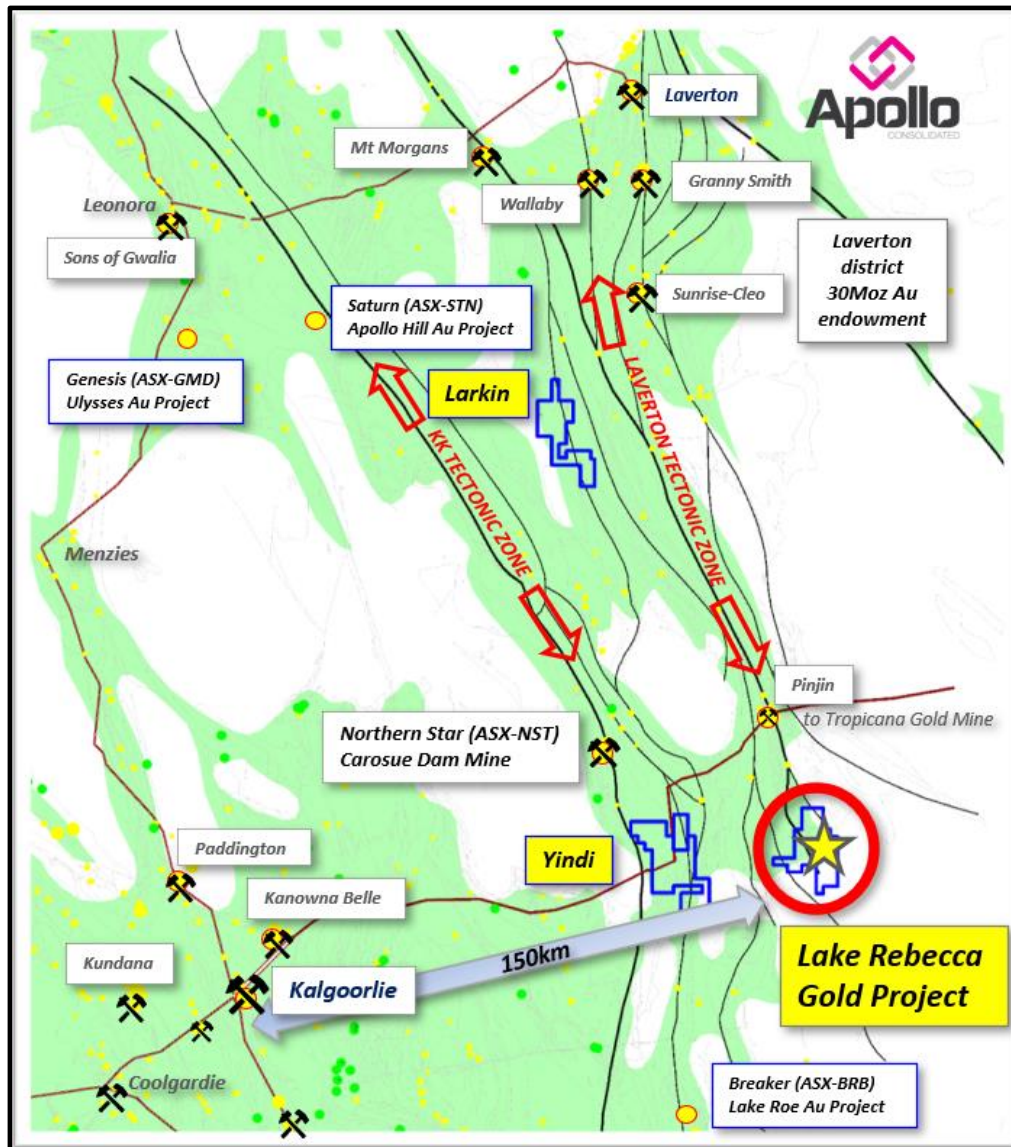 Apollo
CONSOLIDATED
Laverton
Mt Morgans
Wallaby
Granny Smith
Leonora
Sons of Gwalia
Laverton
district
30Moz Au
endowment
Sunrise-Cleo
Saturn (ASX-STN)
Apollo Hill Au Project
Genesis (ASX-GMD)
Ulysses Au Project
Larkin
KK TECTONIC ZONE
LAVERTON TECTONIC ZONE
Menzies
Pinjin
to Tropicana Gold Mine
Northern Star (ASX-NST)
Carosue Dam Mine
Paddington
Yindi
Kanowna Belle
Kundana
150km
Kalgoorlie
Lake Rebecca
Gold Project
Coolgardie
Breaker (ASX-BRB)
Lake Roe Au Project